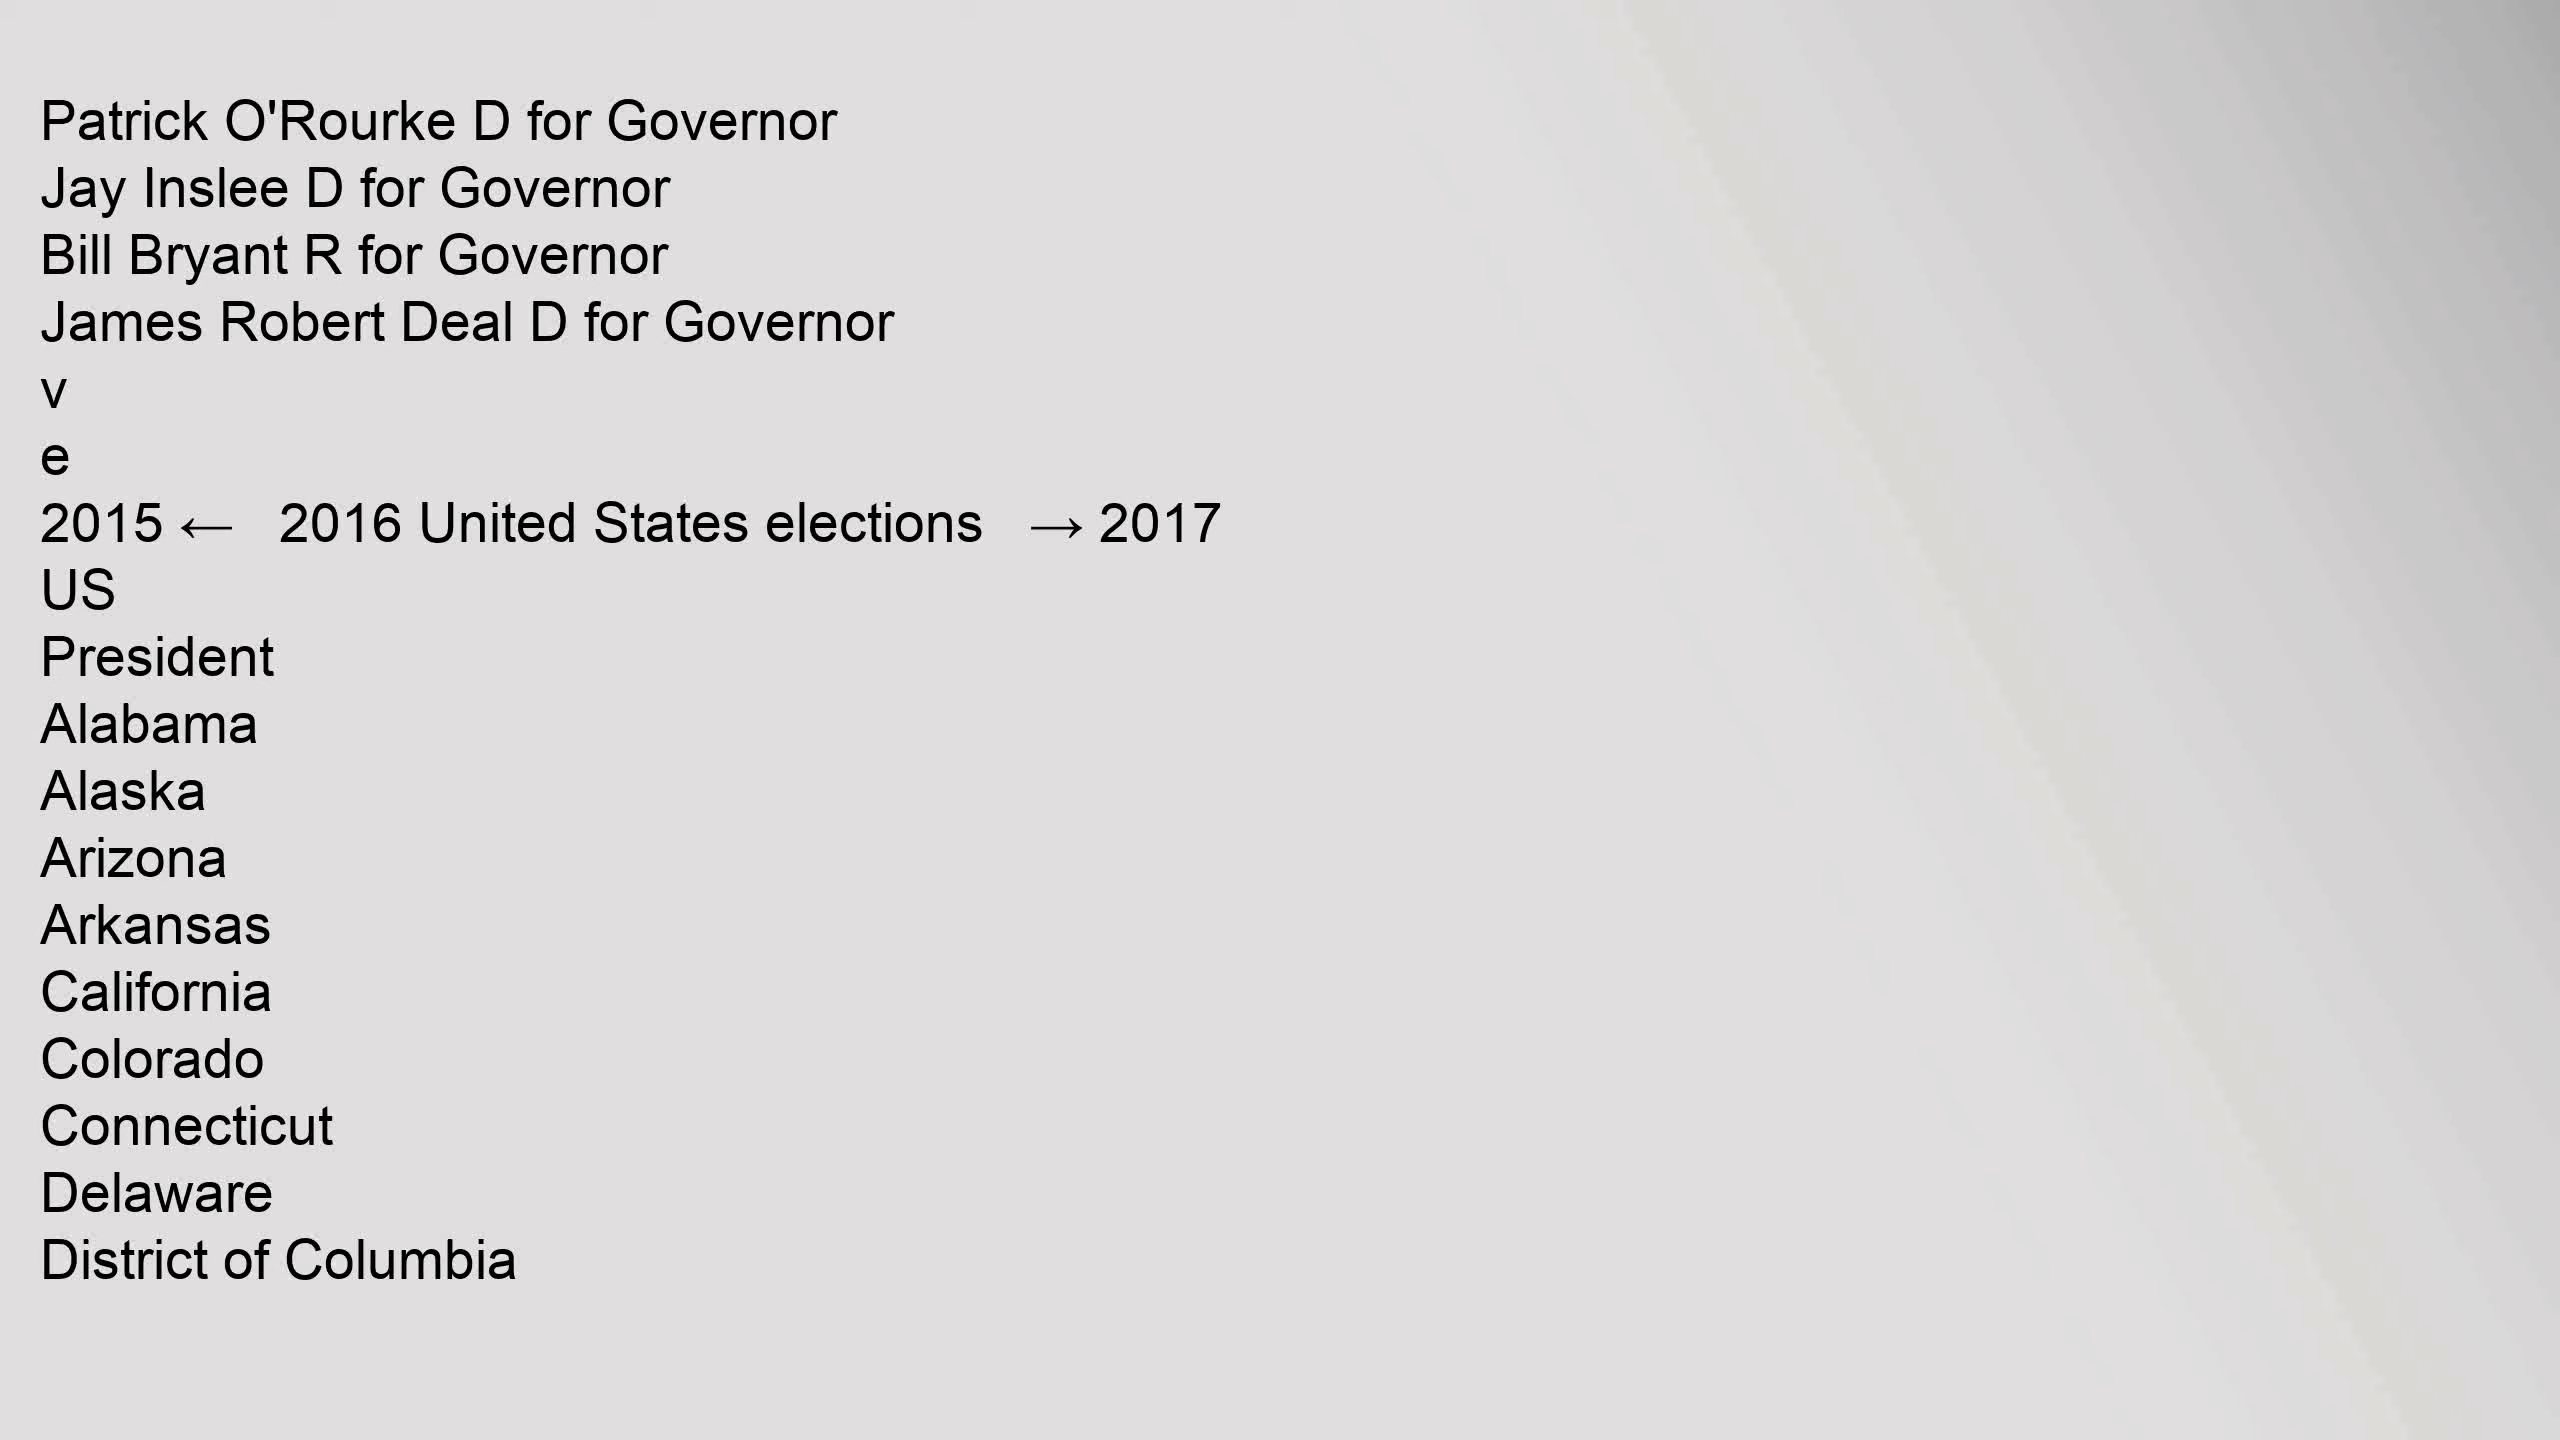 Patrick O'Rourke D for Governor
Jay Inslee D for Governor
Bill Bryant R for Governor
James Robert Deal D for Governor
v
e
2015 ← 2016 United States elections → 2017
US
President
Alabama
Alaska
Arizona
Arkansas
California
Colorado
Connecticut
Delaware
District of Columbia